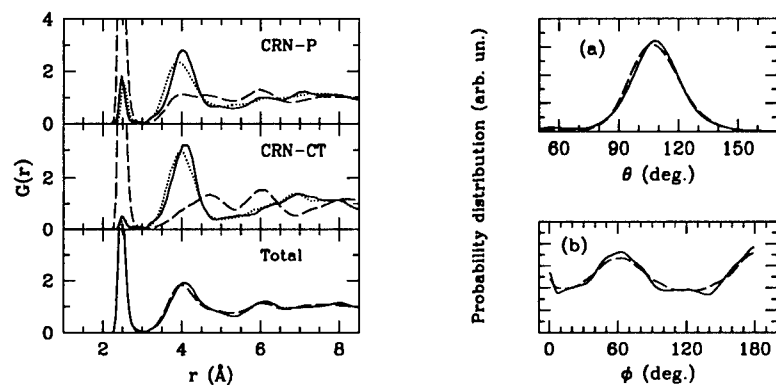 4
CRN-P
2
0
CRN-CT
2
0
Total
2
0
G(r)
2 4 6 8
r (Å)
Probability distribution (arb. un.)
(a)
60 90 120 150
θ (deg.)
(b)
0 60 120 180
ϕ (deg.)